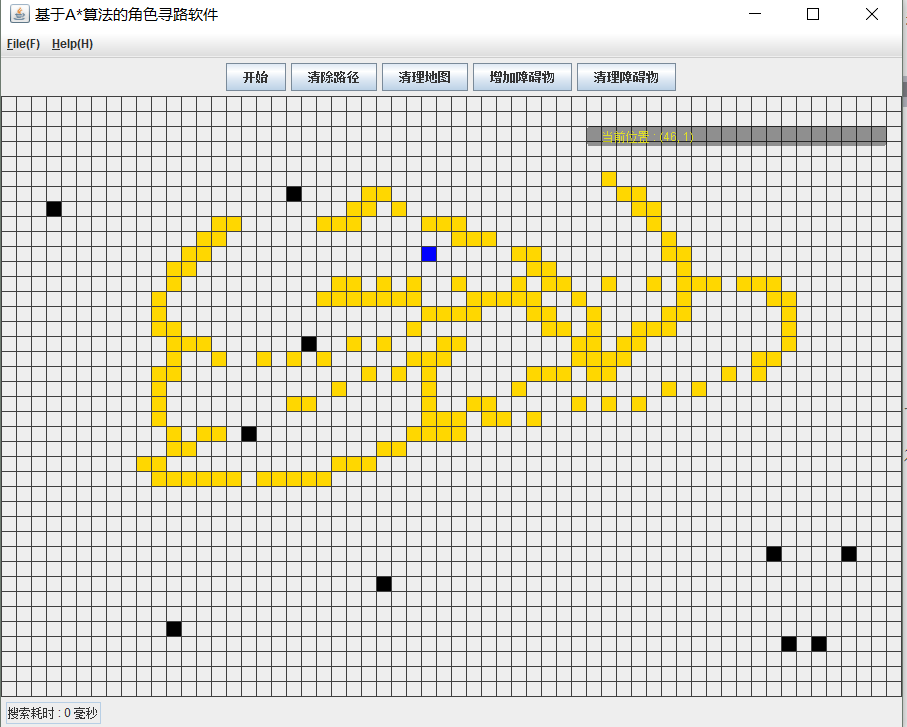 基于A*算法的角色寻路软件
File(F) Help(H)
开始 清除路径 清理地图 增加障碍物 清理障碍物
当前位置 : (46, 1)
搜索耗时 : 0 毫秒